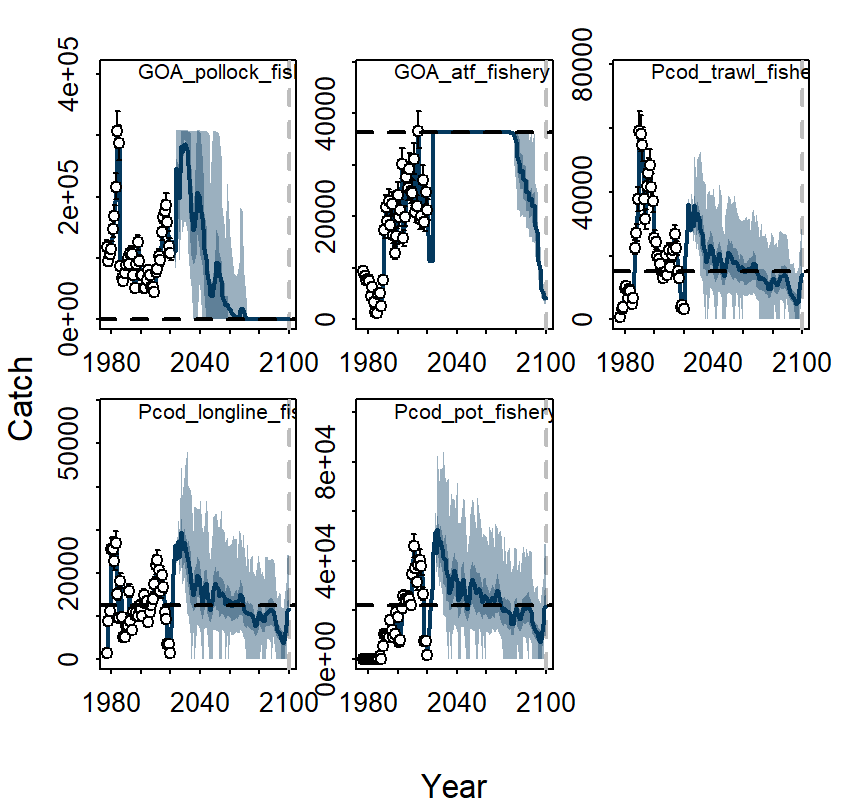 GOA_pollock_fis
GOA_atf_fishery
Pcod_trawl_fishe
0e+00 2e+05 4e+05
0 20000 40000
0 40000 80000
1980 2040 2100
1980 2040 2100
1980 2040 2100
Catch
Pcod_longline_fis
Pcod_pot_fishery
0 20000 50000
0e+00 4e+04 8e+04
1980 2040 2100
1980 2040 2100
Year